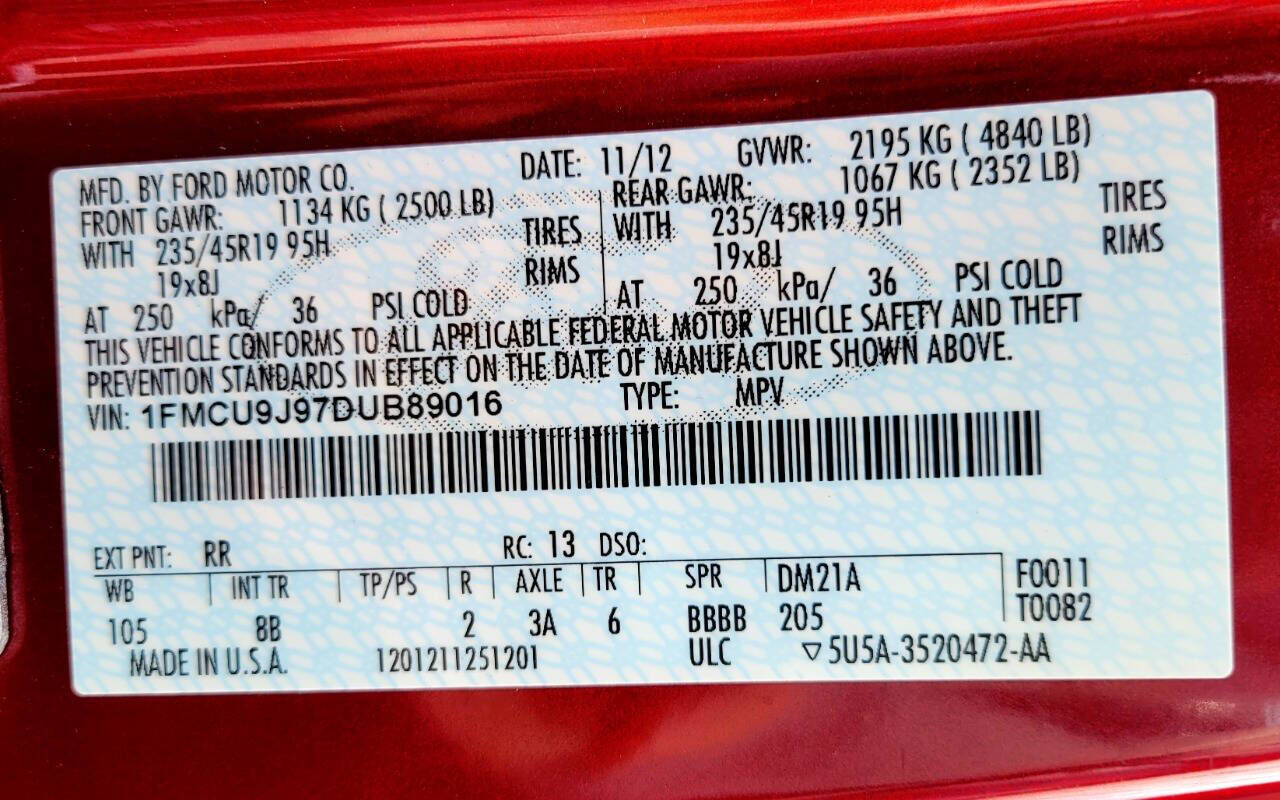 MFD. BY FORD MOTOR CO. DATE: 11/12 GVWR: 2195 KG ( 4840 LB)
FRONT GAWR: 1134 KG ( 2500 LB) REAR GAWR: 1067 KG ( 2352 LB)
WITH 235/45R19 95H TIRES WITH 235/45R19 95H TIRES
19x8J RIMS 19x8J RIMS
AT 250 kPa/ 36 PSI COLD AT 250 kPa/ 36 PSI COLD
THIS VEHICLE CONFORMS TO ALL APPLICABLE FEDERAL MOTOR VEHICLE SAFETY AND THEFT
PREVENTION STANDARDS IN EFFECT ON THE DATE OF MANUFACTURE SHOWN ABOVE.
VIN: 1FMCU9J97DUB89016 TYPE: MPV
EXT PNT: RR RC: 13 DSO:
WB INT TR TP/PS R AXLE TR SPR DM21A F0011
105 8B 2 3A 6 BBBB 205 T0082
MADE IN U.S.A. 1201211251201 ULC ▽5U5A-3520472-AA